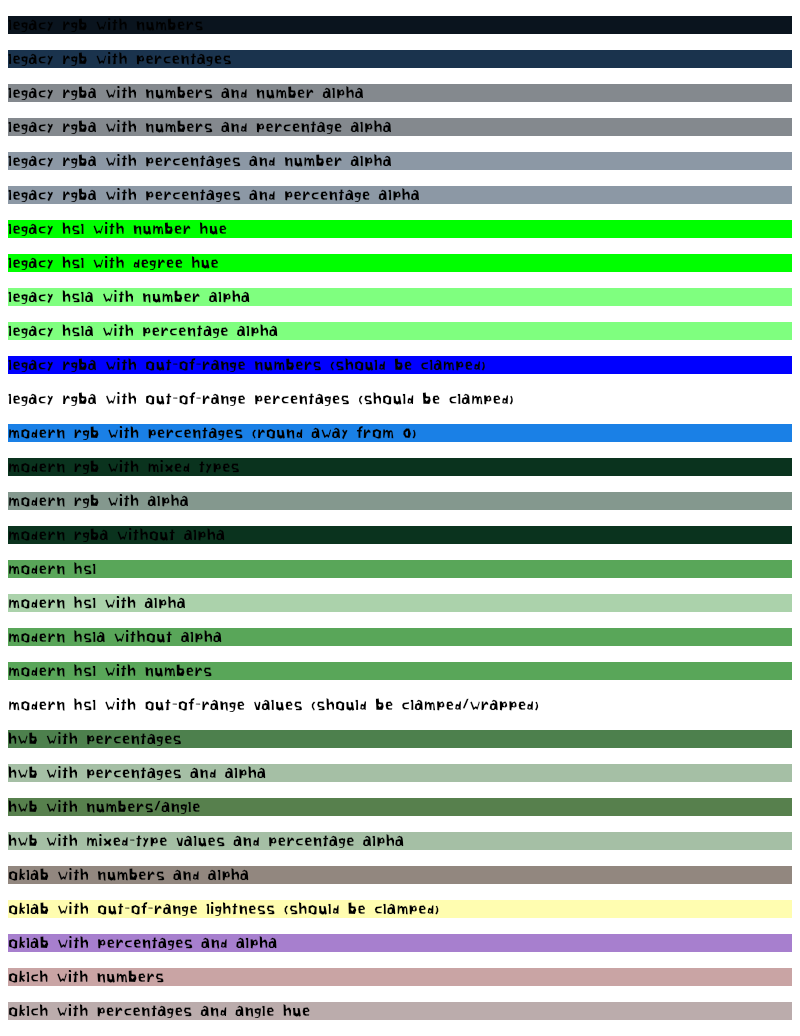 legacy rgb with numbers
legacy rgb with percentages
legacy rgba with numbers and number alpha
legacy rgba with numbers and percentage alpha
legacy rgba with percentages and number alpha
legacy rgba with percentages and percentage alpha
legacy hsl with number hue
legacy hsl with degree hue
legacy hsla with number alpha
legacy hsla with percentage alpha
legacy rgba with out-of-range numbers (should be clamped)
legacy rgba with out-of-range percentages (should be clamped)
modern rgb with percentages (round away from 0)
modern rgb with mixed types
modern rgb with alpha
modern rgba without alpha
modern hsl
modern hsl with alpha
modern hsla without alpha
modern hsl with numbers
modern hsl with out-of-range values (should be clamped/wrapped)
hwb with percentages
hwb with percentages and alpha
hwb with numbers/angle
hwb with mixed-type values and percentage alpha
oklab with numbers and alpha
oklab with out-of-range lightness (should be clamped)
oklab with percentages and alpha
oklch with numbers
oklch with percentages and angle hue